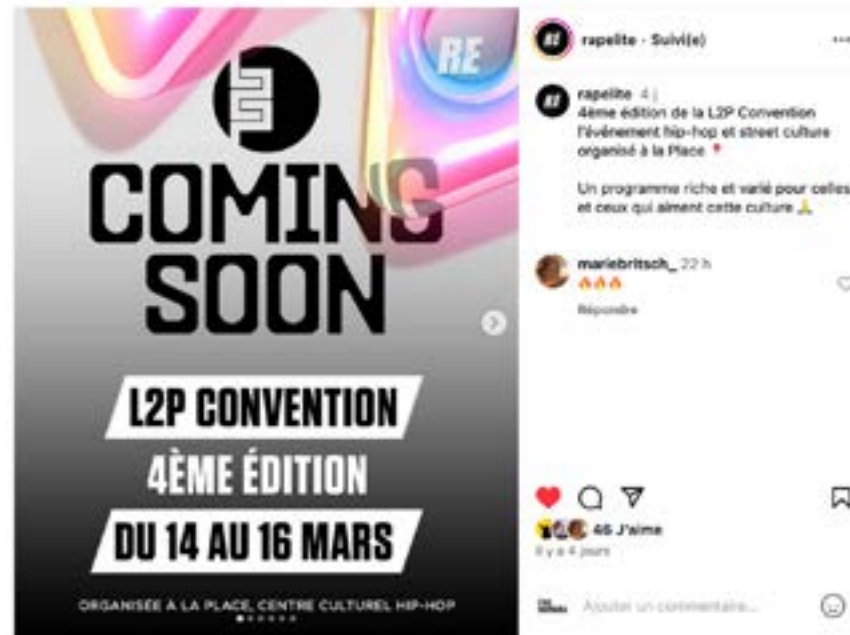 RE
COMING
SOON
L2P CONVENTION
4ÈME ÉDITION
DU 14 AU 16 MARS
ORGANISÉE À LA PLACE, CENTRE CULTUREL HIP-HOP
RE
rapelite · Suivi(e)
RE
rapelite 4 j
4ème édition de la L2P Convention
l'événement hip-hop et street culture
organisé à la Place 📍
Un programme riche et varié pour celles
et ceux qui aiment cette culture 🙏
mariebritsch_ 22 h
🔥🔥🔥
Répondre
46 J'aime
il y a 4 jours
Ajouter un commentaire...